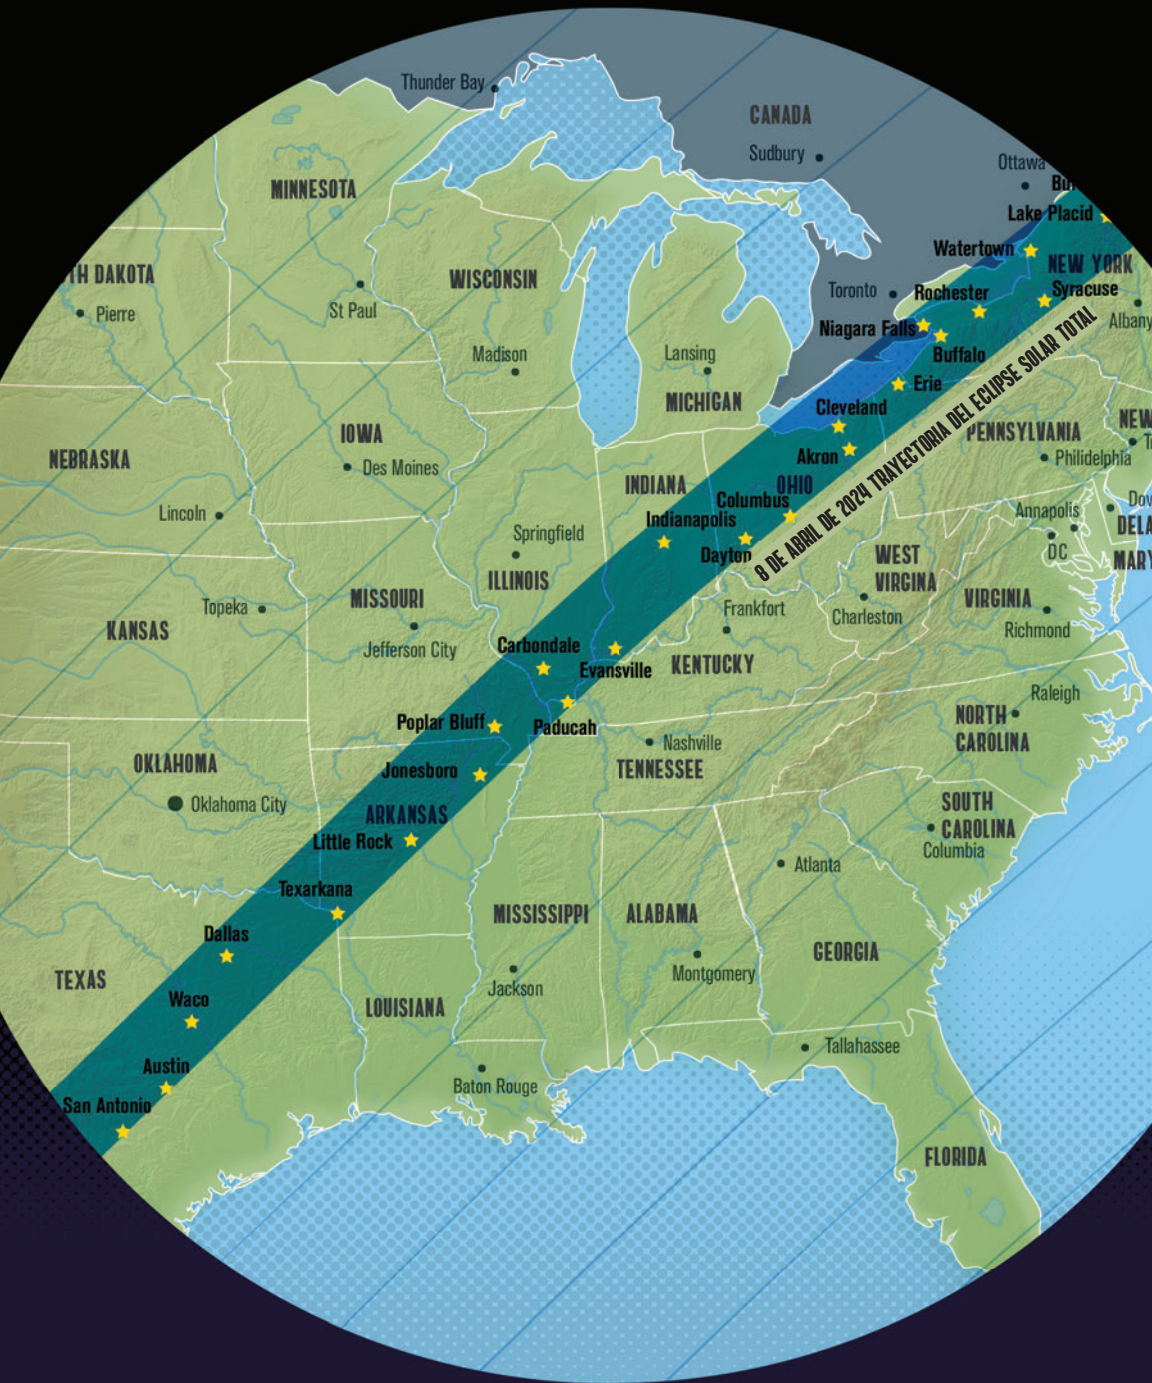 Thunder Bay
CANADA
Sudbury
Ottawa
MINNESOTA
Lake Placid
Watertown
NEW YORK
TH DAKOTA
WISCONSIN
Toronto
Rochester
Syracuse
Pierre
St Paul
Niagara Falls
Albany
Madison
Lansing
Buffalo
MICHIGAN
Erie
Cleveland
8 DE ABRIL DE 2024 TRAYECTORIA DEL ECLIPSE SOLAR TOTAL
NEW
IOWA
PENNSYLVANIA
NEBRASKA
Des Moines
Akron
Philidelphia
INDIANA
OHIO
Columbus
Lincoln
Indianapolis
Annapolis
Springfield
DC
Dayton
WEST
VIRGINA
ILLINOIS
MISSOURI
Topeka
Frankfort
Charleston
VIRGINIA
KANSAS
Richmond
Jefferson City
Carbondale
Evansville
KENTUCKY
Raleigh
Poplar Bluff
Paducah
NORTH
CAROLINA
Nashville
OKLAHOMA
Jonesboro
TENNESSEE
Oklahoma City
ARKANSAS
SOUTH
CAROLINA
Little Rock
Columbia
Atlanta
Texarkana
MISSISSIPPI
ALABAMA
Dallas
GEORGIA
TEXAS
Montgomery
Jackson
Waco
LOUISIANA
Tallahassee
Austin
Baton Rouge
San Antonio
FLORIDA